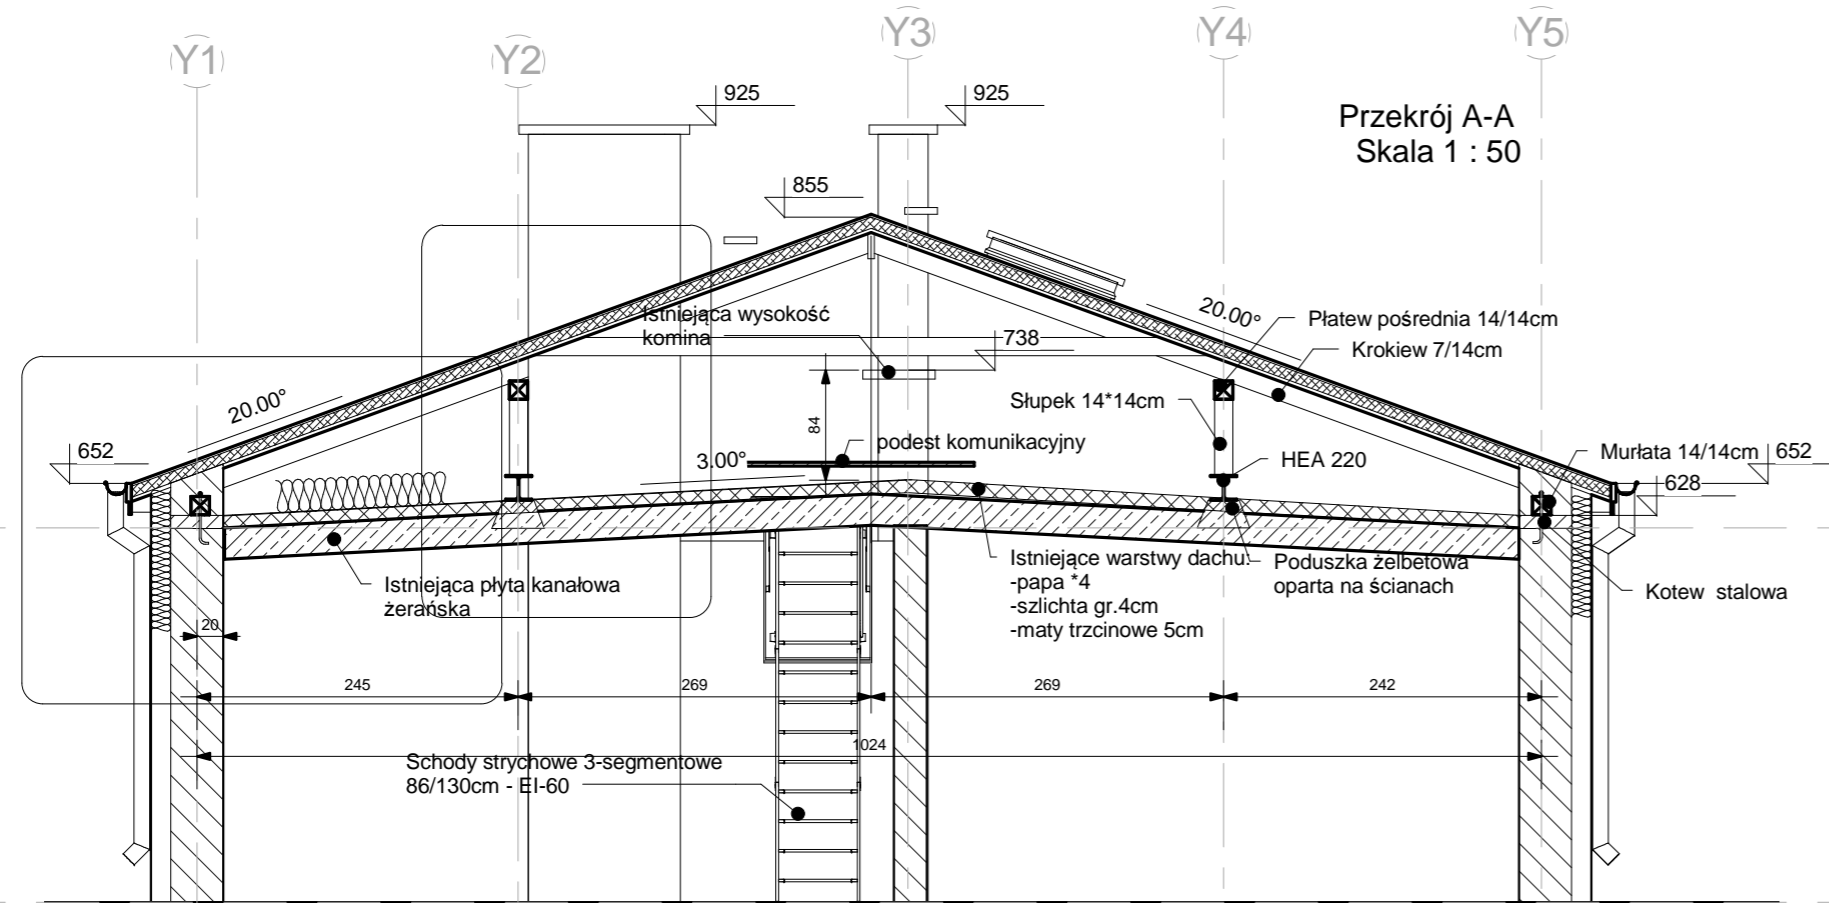 Y1
Y2
Y3
Y4
Y5
925
925
Przekrój A-A
Skala 1 : 50
855
20.00°
Istniejąca wysokość
komina
738
Płatew pośrednia 14/14cm
Krokiew 7/14cm
20.00°
Słupek 14*14cm
84
podest komunikacyjny
3.00°
HEA 220
Murłata 14/14cm
652
652
628
Istniejąca płyta kanałowa
żerańska
Istniejące warstwy dachu:
-papa *4
-szlichta gr.4cm
-maty trzcinowe 5cm
Poduszka żelbetowa
oparta na ścianach
Kotew stalowa
20
245
269
269
242
1024
Schody strychowe 3-segmentowe
86/130cm - EI-60